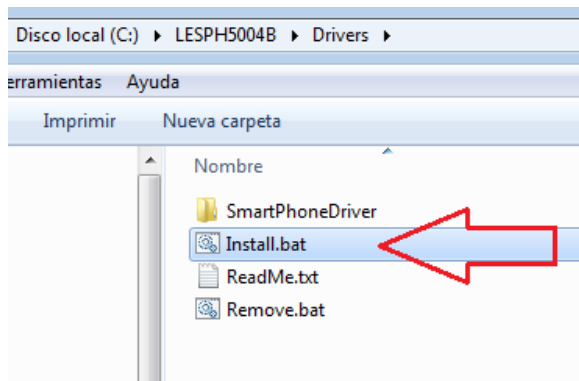 Disco local (C:) ▸ LESPH5004B ▸ Drivers ▸
erramientas Ayuda
Imprimir Nueva carpeta
Nombre
SmartPhoneDriver
Install.bat
ReadMe.txt
Remove.bat